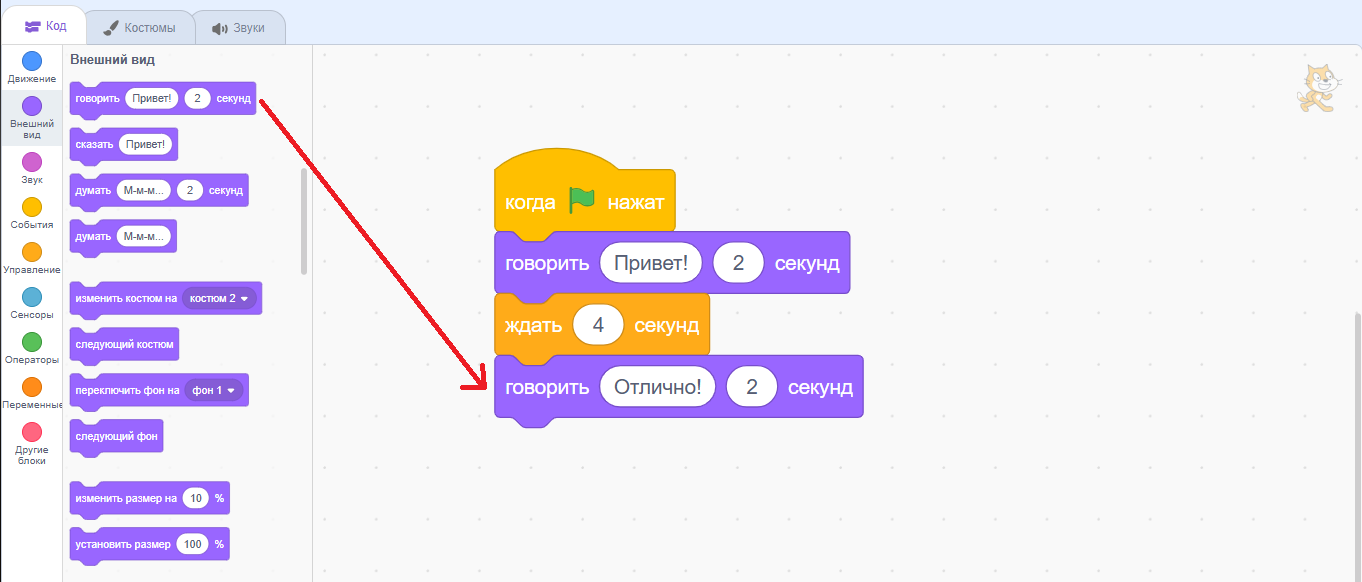 Код
Костюмы
Звуки
Движение
Внешний
вид
Звук
События
Управление
Сенсоры
Операторы
Переменные
Другие
блоки
Внешний вид
говорить Привет! 2 секунд
сказать Привет!
думать М-м-м... 2 секунд
думать М-м-м...
изменить костюм на костюм 2
следующий костюм
переключить фон на фон 1
следующий фон
изменить размер на 10 %
установить размер 100 %
когда нажат
говорить Привет! 2 секунд
ждать 4 секунд
говорить Отлично! 2 секунд